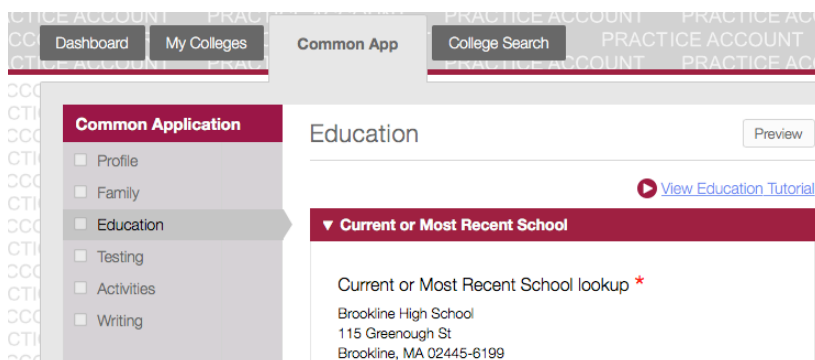 PRACTICE ACCOUNT PRACTICE ACCOUNT
Dashboard My Colleges Common App College Search
Common Application
Profile
Family
Education
Testing
Activities
Writing
Education
Preview
View Education Tutorial
▼ Current or Most Recent School
Current or Most Recent School lookup *
Brookline High School
115 Greenough St
Brookline, MA 02445-6199